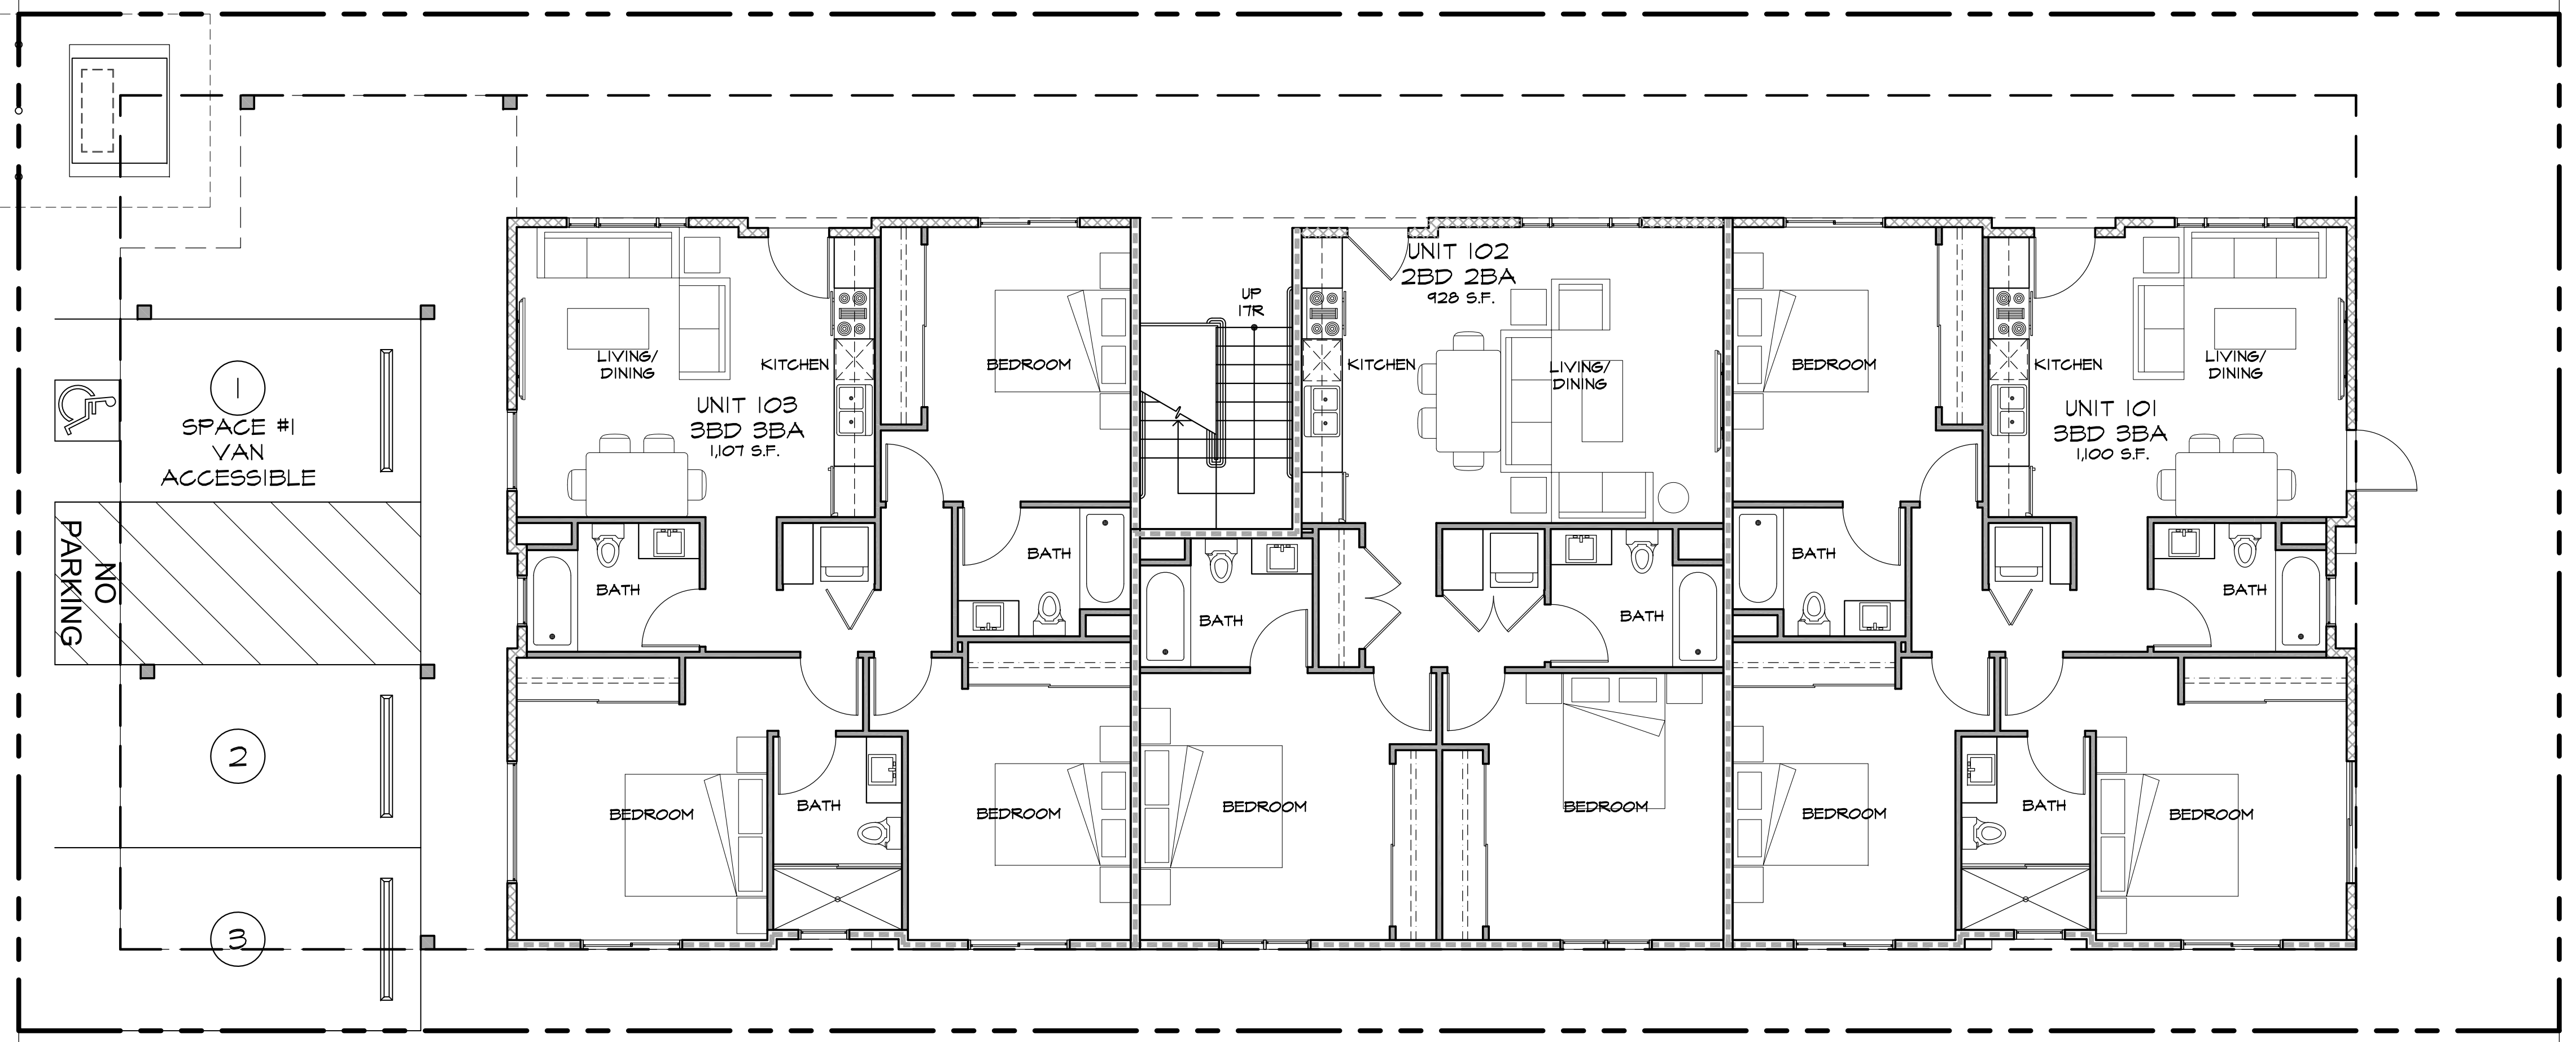 1
SPACE #1
VAN
ACCESSIBLE
NO
PARKING
2
3
LIVING/
DINING
KITCHEN
UNIT 103
3BD 3BA
1,107 S.F.
BEDROOM
BATH
BATH
BEDROOM
BATH
BEDROOM
UP
17R
UNIT 102
2BD 2BA
928 S.F.
KITCHEN
LIVING/
DINING
BATH
BATH
BEDROOM
BEDROOM
BEDROOM
KITCHEN
LIVING/
DINING
UNIT 101
3BD 3BA
1,100 S.F.
BATH
BATH
BEDROOM
BATH
BEDROOM